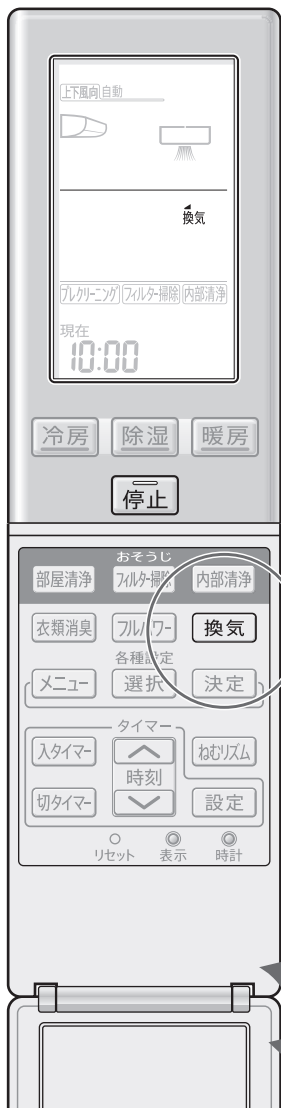 上下風向 自動
換気
プレクリーニング フィルター掃除 内部清浄
現在
10:00
冷房 除湿 暖房
停止
おそうじ
部屋清浄 フィルター掃除 内部清浄
衣類消臭 フルパワー 換気
各種設定
メニュー 選択 決定
タイマー
入タイマー ねむリズム
時刻
切タイマー 設定
リセット 表示 時計